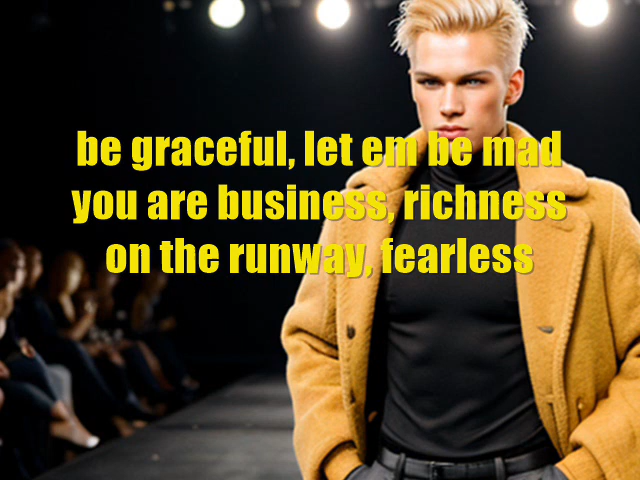 be graceful, let em be mad
you are business, richness
on the runway, fearless